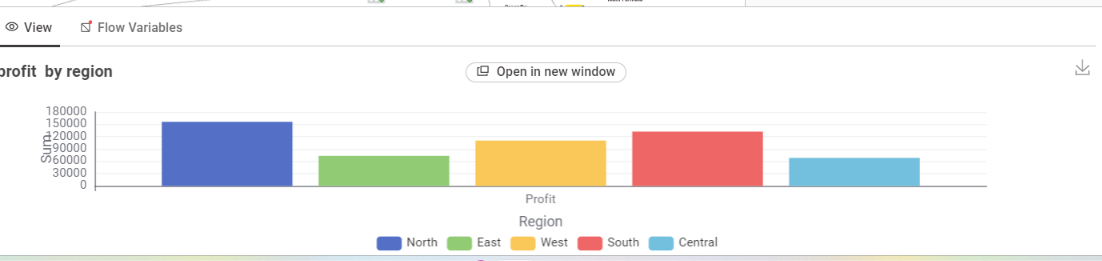 View Flow Variables
profit by region
Open in new window
180000
150000
120000
90000
60000
30000
0
Sum
Profit
Region
North East West South Central